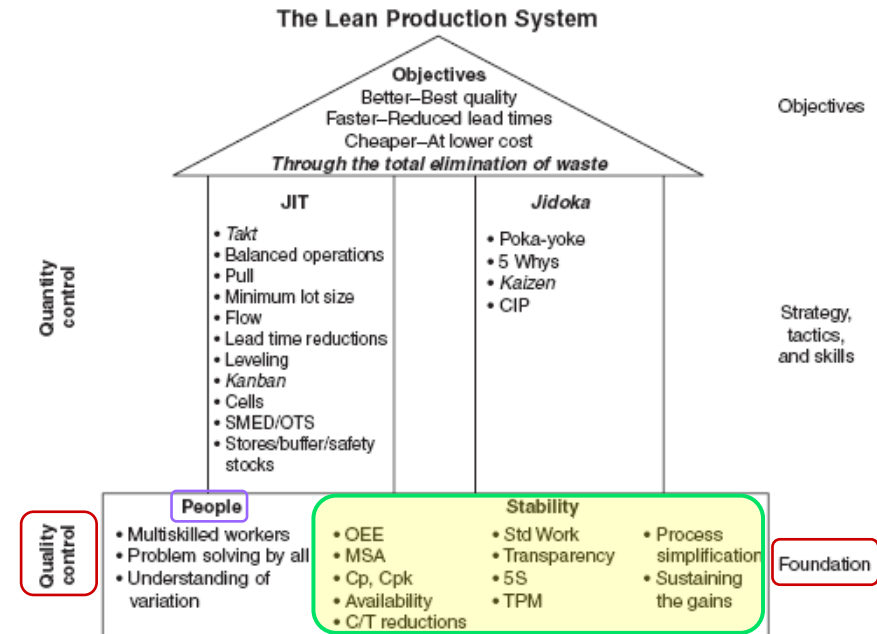 The Lean Production System
Objectives
Better–Best quality
Faster–Reduced lead times
Cheaper–At lower cost
Through the total elimination of waste
Objectives
Quantity
control
JIT
• Takt
• Balanced operations
• Pull
• Minimum lot size
• Flow
• Lead time reductions
• Leveling
• Kanban
• Cells
• SMED/OTS
• Stores/buffer/safety
stocks
Jidoka
• Poka-yoke
• 5 Whys
• Kaizen
• CIP
Strategy,
tactics,
and skills
Quality
control
People
• Multiskilled workers
• Problem solving by all
• Understanding of
variation
Stability
• OEE
• MSA
• Cp, Cpk
• Availability
• C/T reductions
• Std Work
• Transparency
• 5S
• TPM
• Process
simplification
• Sustaining
the gains
Foundation